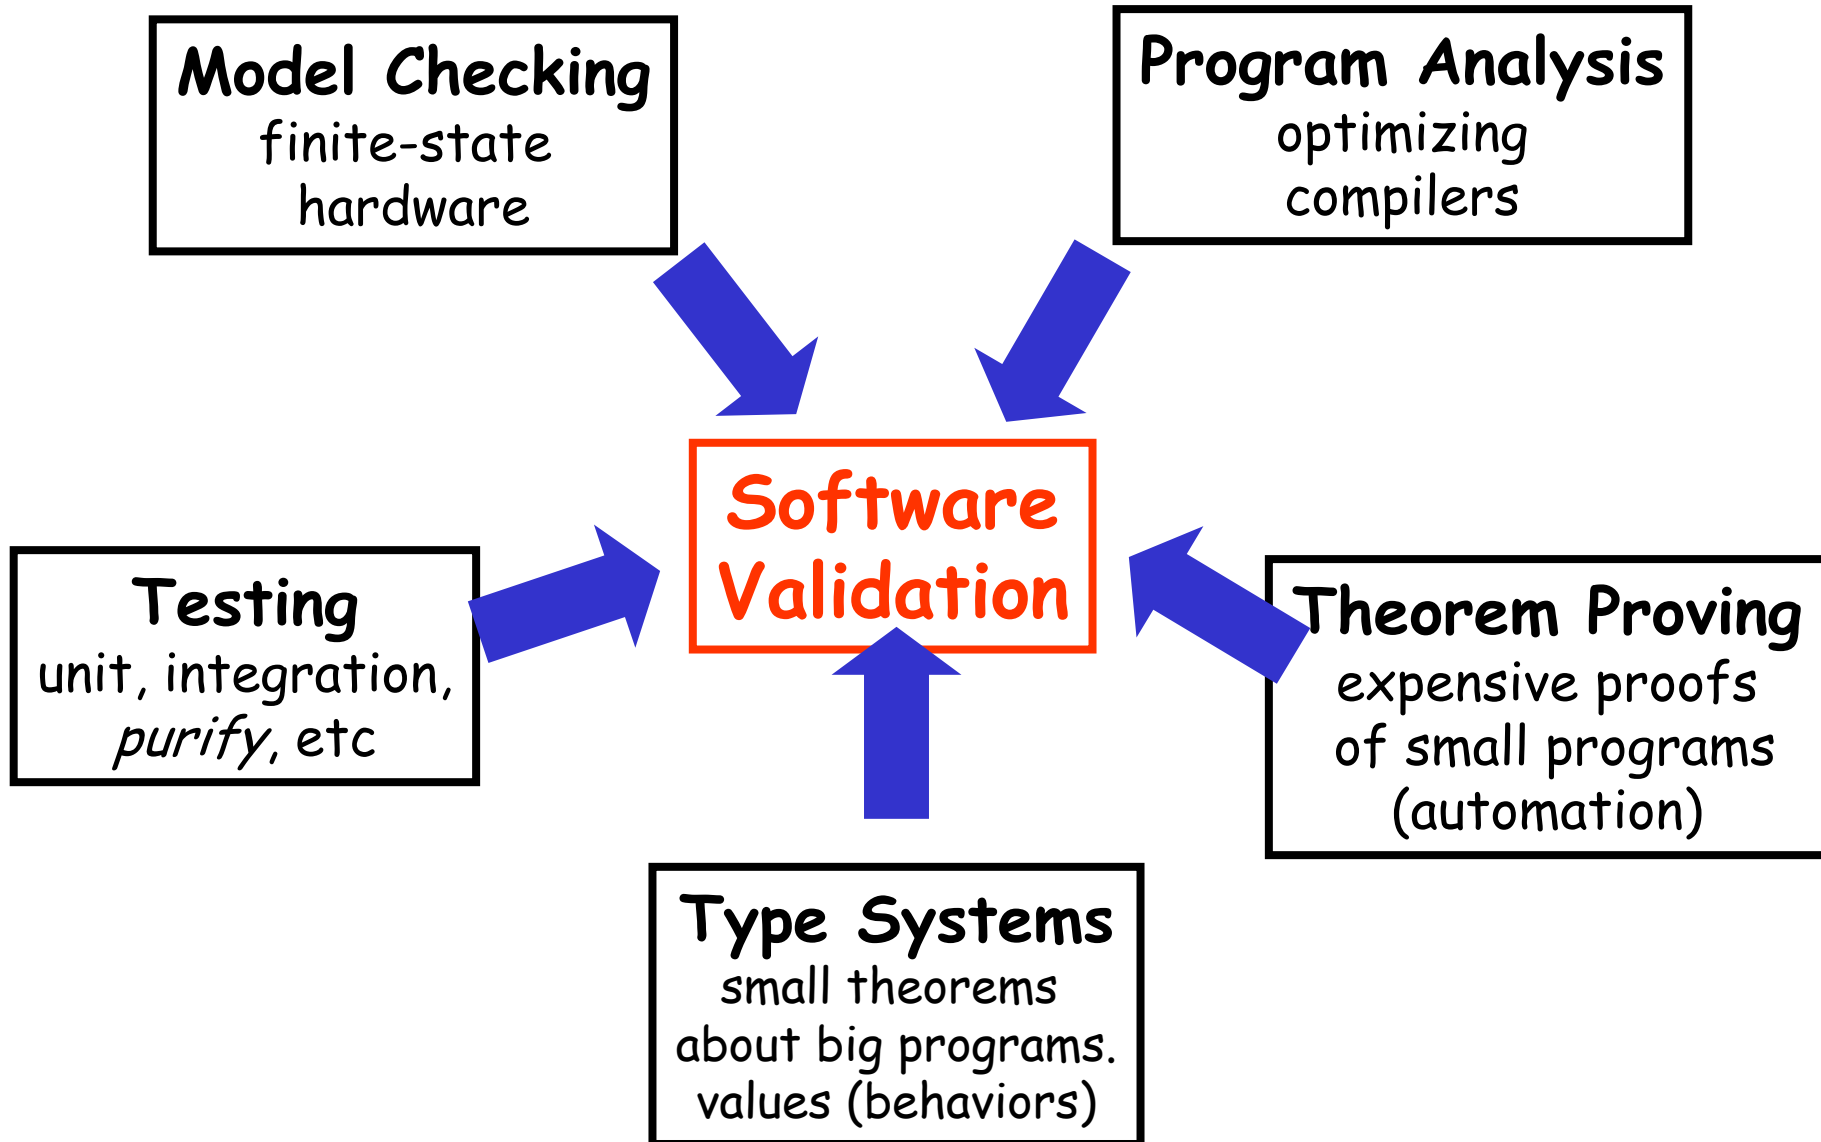 Model Checking
finite-state
hardware
Program Analysis
optimizing
compilers
Software
Validation
Testing
unit, integration,
purify, etc
Theorem Proving
expensive proofs
of small programs
(automation)
Type Systems
small theorems
about big programs.
values (behaviors)